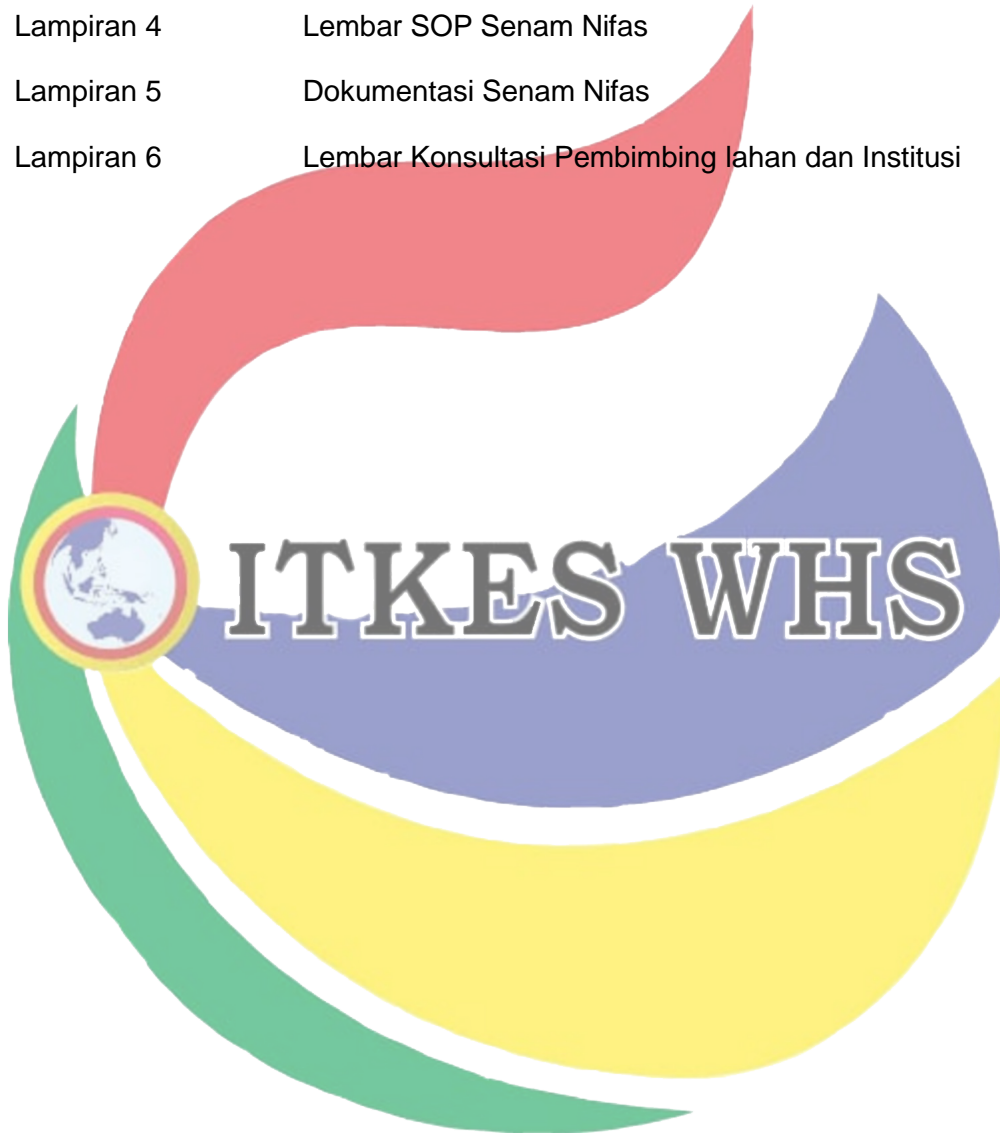 Lampiran 4 Lembar SOP Senam Nifas
Lampiran 5 Dokumentasi Senam Nifas
Lampiran 6 Lembar Konsultasi Pembimbing lahan dan Institusi
ITKES WHS